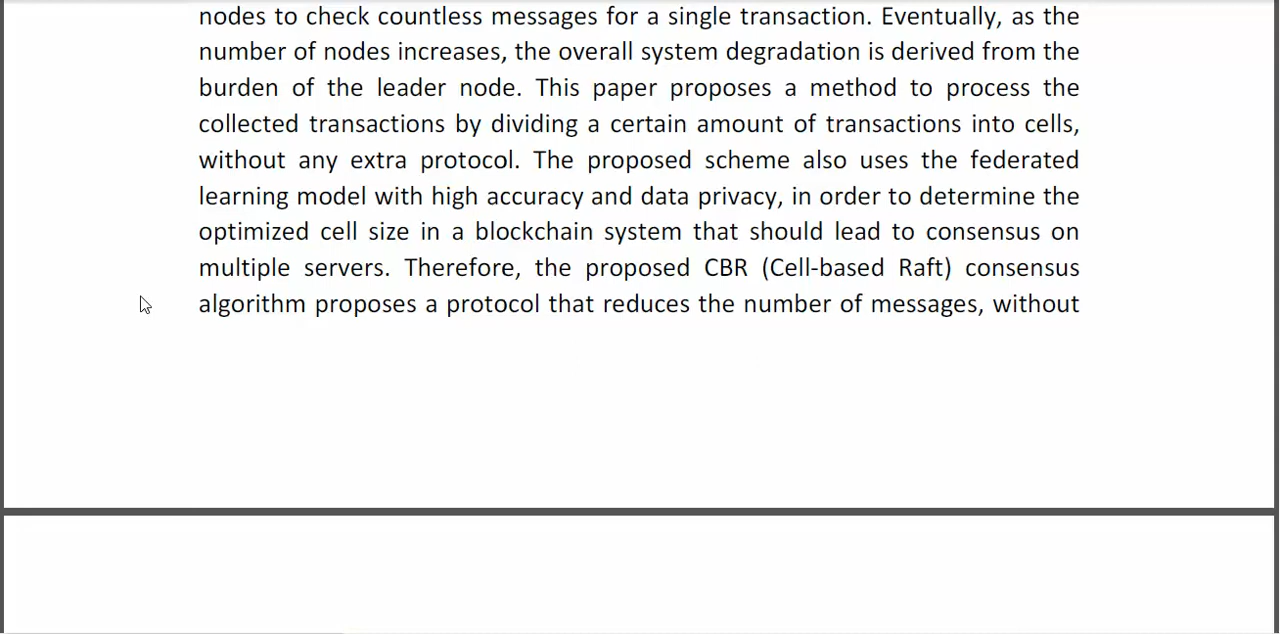 nodes to check countless messages for a single transaction. Eventually, as the
number of nodes increases, the overall system degradation is derived from the
burden of the leader node. This paper proposes a method to process the
collected transactions by dividing a certain amount of transactions into cells,
without any extra protocol. The proposed scheme also uses the federated
learning model with high accuracy and data privacy, in order to determine the
optimized cell size in a blockchain system that should lead to consensus on
multiple servers. Therefore, the proposed CBR (Cell-based Raft) consensus
algorithm proposes a protocol that reduces the number of messages, without